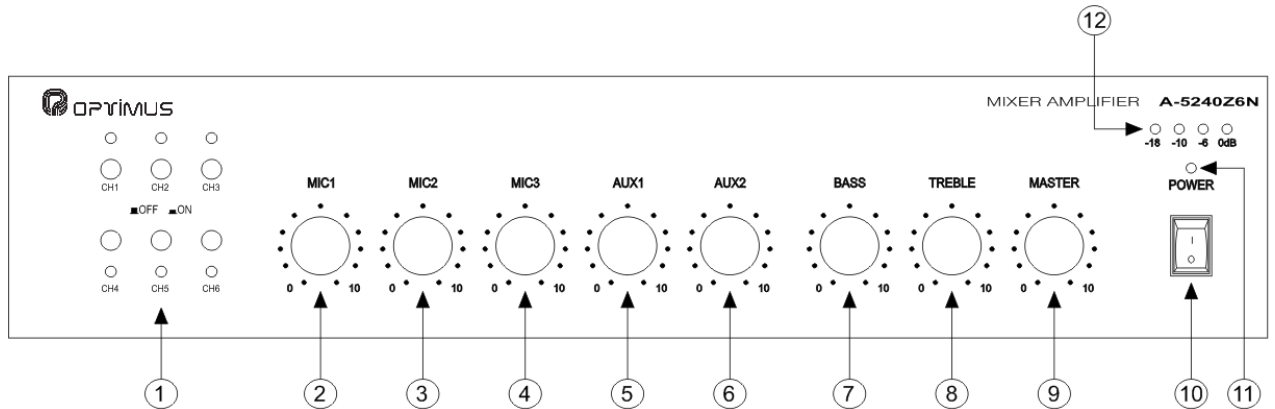 12
OPTIMUS
MIXER AMPLIFIER A-5240Z6N
-18 -10 -6 0dB
CH1 CH2 CH3
OFF ON
CH4 CH5 CH6
MIC1 MIC2 MIC3 AUX1 AUX2 BASS TREBLE MASTER
0 10 0 10 0 10 0 10 0 10 0 10 0 10 0 10
POWER
I
O
1 2 3 4 5 6 7 8 9 10 11